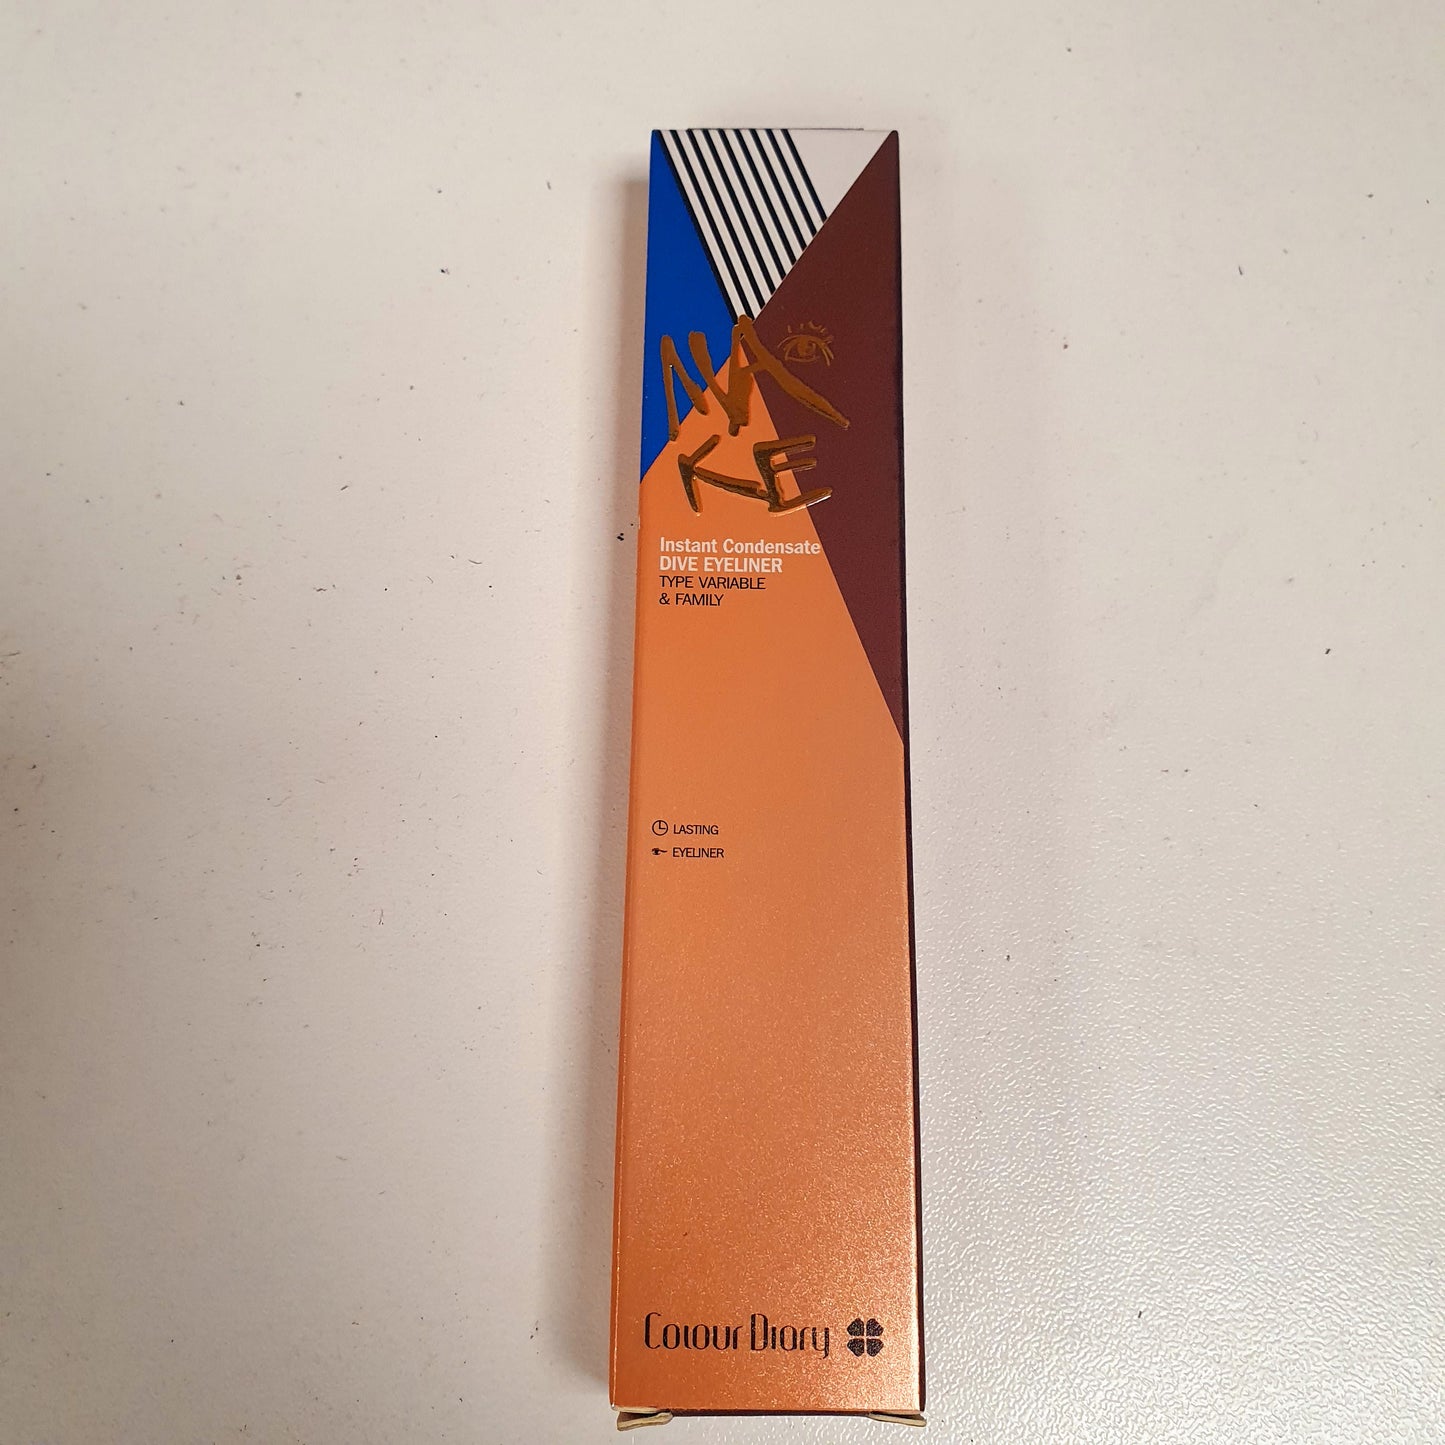 MA
KE
Instant Condensate
DIVE EYELINER
TYPE VARIABLE
& FAMILY
LASTING
EYELINER
Colour Diary